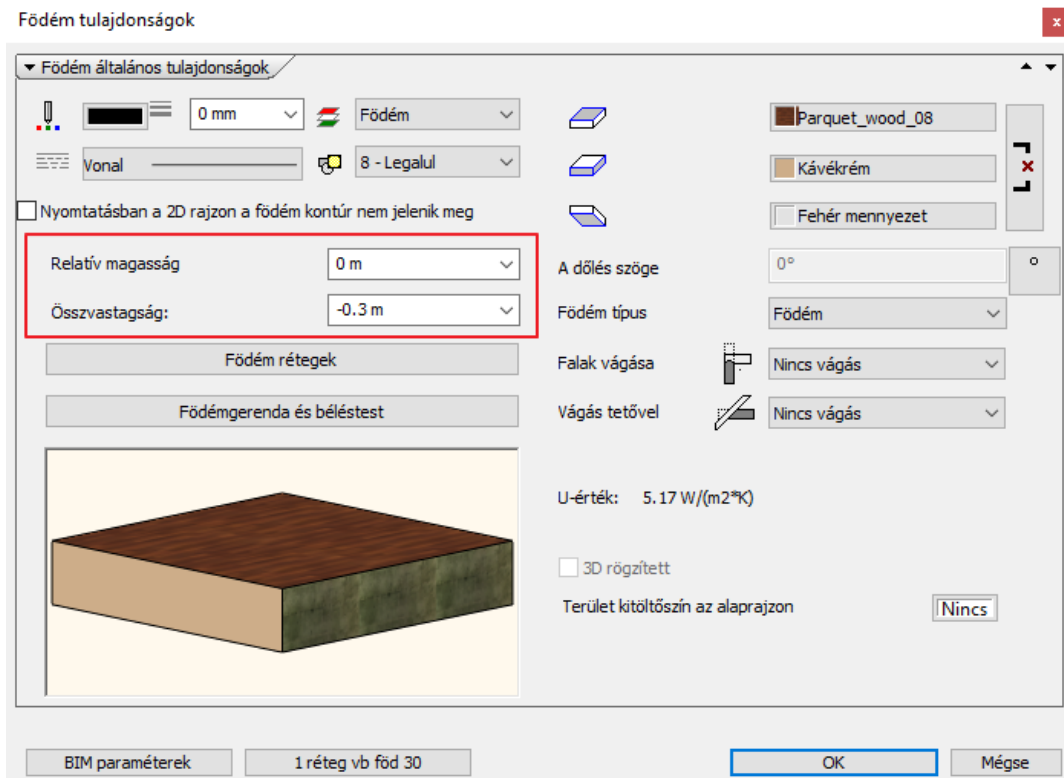 Födém tulajdonságok
x
Födém általános tulajdonságok
0 mm
Födém
Parquet_wood_08
Vonal
8 - Legalul
Kávékrém
x
Nyomtatásban a 2D rajzon a födém kontúr nem jelenik meg
Fehér mennyezet
Relatív magasság
0 m
A dőlés szöge
0°
°
Összvastagság:
-0.3 m
Födém típus
Födém
Födém rétegek
Falak vágása
Nincs vágás
Födémgerenda és béléstest
Vágás tetővel
Nincs vágás
U-érték: 5.17 W/(m2*K)
3D rögzített
Terület kitöltőszín az alaprajzon
Nincs
BIM paraméterek
1 réteg vb föd 30
OK
Mégse